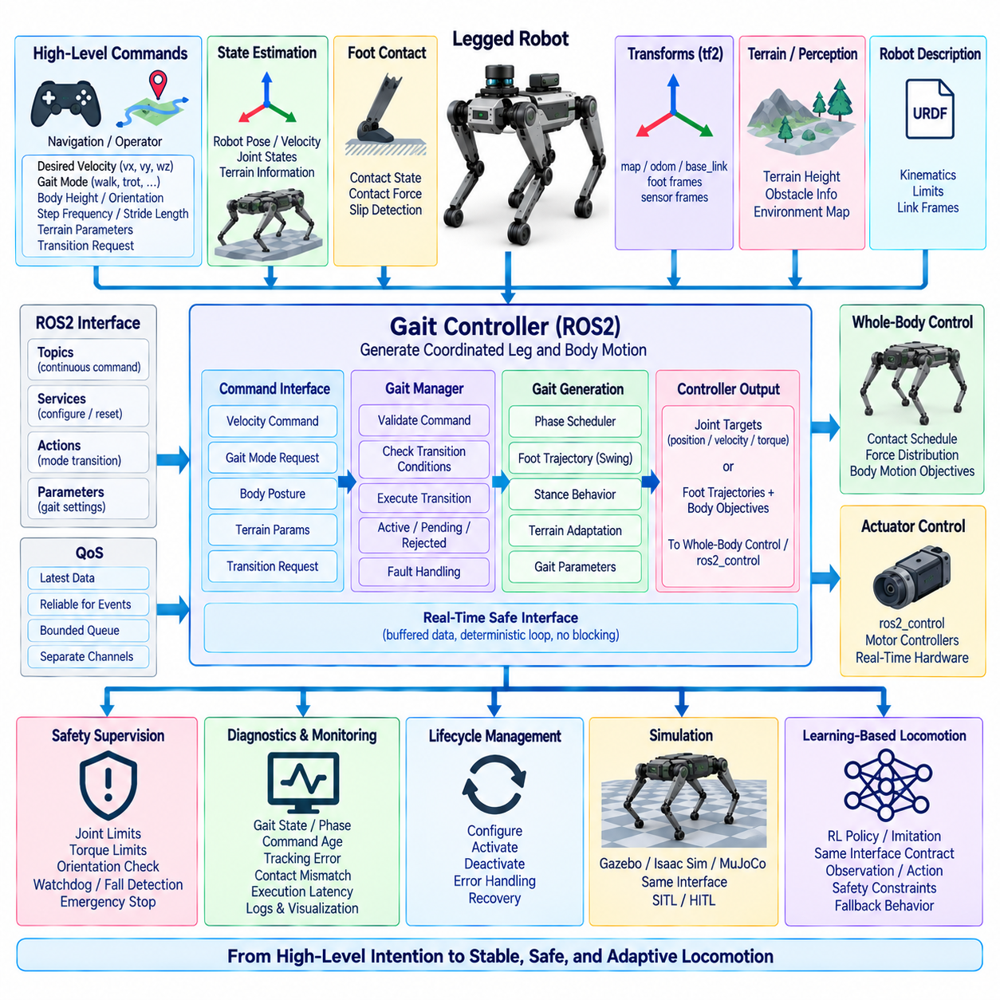 Legged Robot
High-Level Commands
Navigation / Operator
Desired Velocity (vx, vy, wz)
Gait Mode (walk, trot, ...)
Body Height / Orientation
Step Frequency / Stride Length
Terrain Parameters
Transition Request
State Estimation
Robot Pose / Velocity
Joint States
Terrain Information
Foot Contact
Contact State
Contact Force
Slip Detection
Transforms (tf2)
map / odom / base_link
foot frames
sensor frames
Terrain / Perception
Terrain Height
Obstacle Info
Environment Map
Robot Description
URDF
Kinematics
Limits
Link Frames
ROS2 Interface
Topics
(continuous command)
Services
(configure / reset)
Actions
(mode transition)
Parameters
(gait settings)
QoS
Latest Data
Reliable for Events
Bounded Queue
Separate Channels
Gait Controller (ROS2)
Generate Coordinated Leg and Body Motion
Command Interface
Velocity Command
Gait Mode Request
Body Posture
Terrain Params
Transition Request
Gait Manager
Validate Command
Check Transition
Conditions
Execute Transition
Active / Pending /
Rejected
Fault Handling
Gait Generation
Phase Scheduler
Foot Trajectory (Swing)
Stance Behavior
Terrain Adaptation
Gait Parameters
Controller Output
Joint Targets
(position / velocity / torque)
or
Foot Trajectories +
Body Objectives
To Whole-Body Control /
ros2_control
Real-Time Safe Interface
(buffered data, deterministic loop, no blocking)
Whole-Body Control
Contact Schedule
Force Distribution
Body Motion Objectives
Actuator Control
ros2_control
Motor Controllers
Real-Time Hardware
Safety Supervision
Joint Limits
Torque Limits
Orientation Check
Watchdog / Fall Detection
Emergency Stop
Diagnostics & Monitoring
Gait State / Phase
Command Age
Tracking Error
Contact Mismatch
Execution Latency
Logs & Visualization
Lifecycle Management
Configure
Activate
Deactivate
Error Handling
Recovery
Simulation
Gazebo / Isaac Sim / MuJoCo
Same Interface
SITL / HITL
Learning-Based Locomotion
RL Policy / Imitation
Same Interface Contract
Observation / Action
Safety Constraints
Fallback Behavior
From High-Level Intention to Stable, Safe, and Adaptive Locomotion